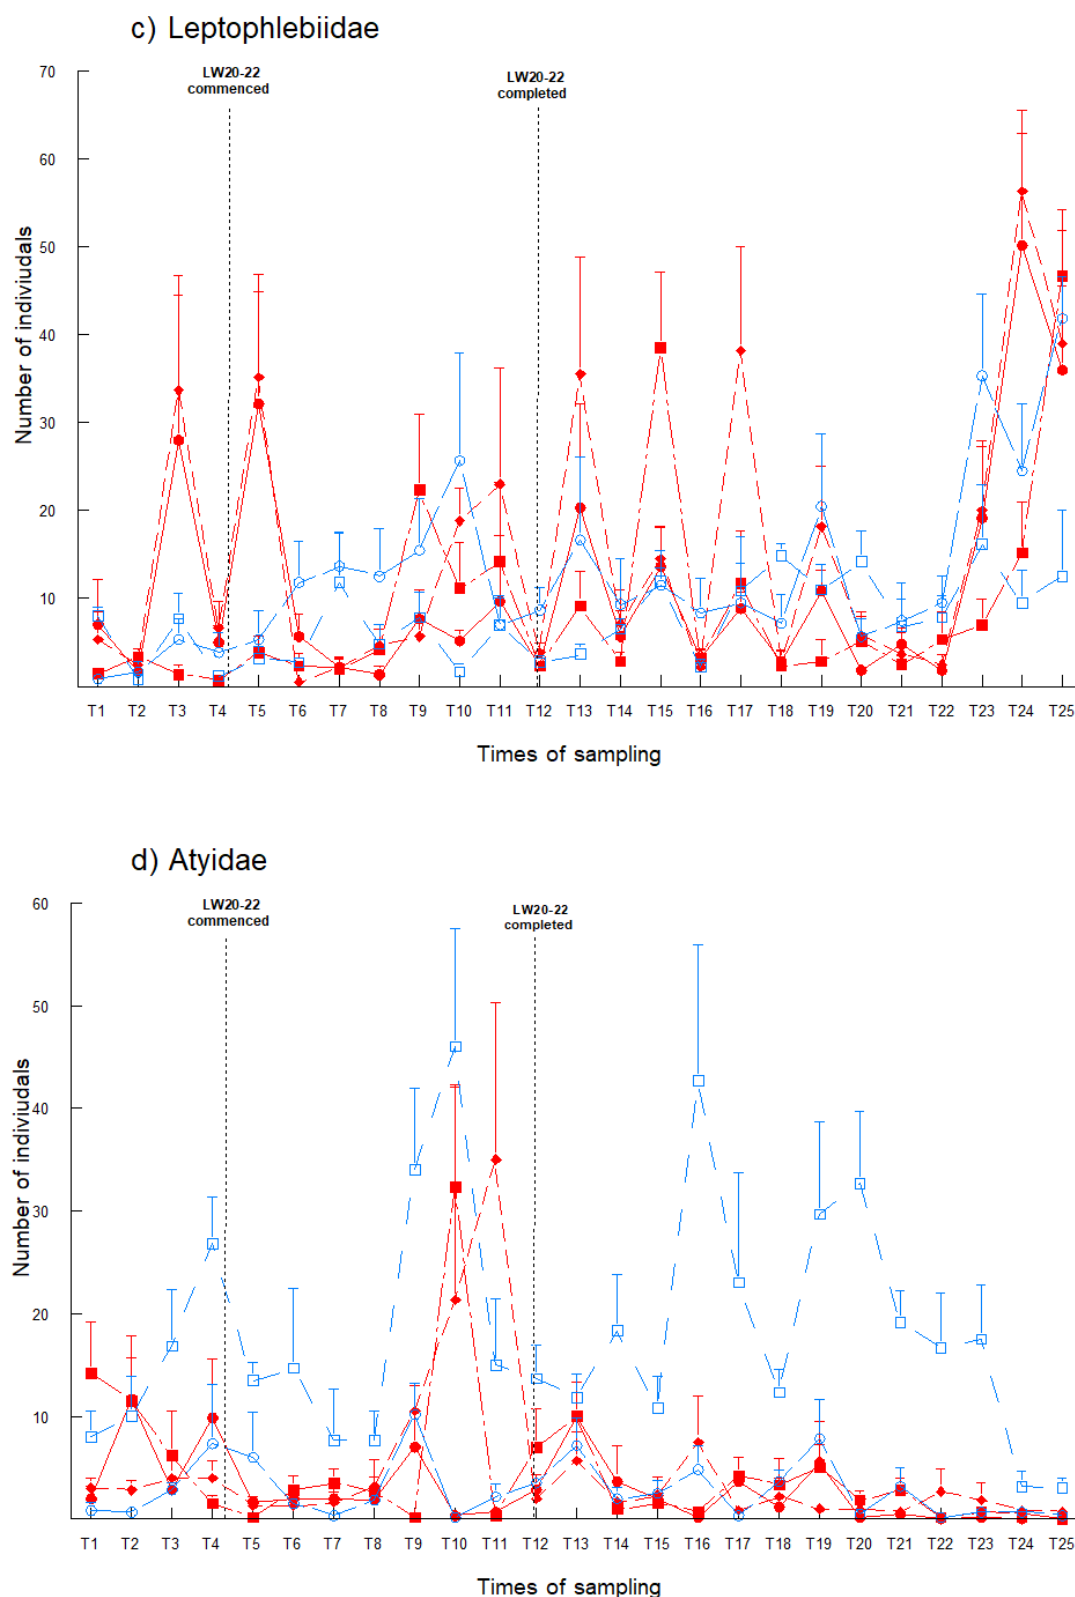 c) Leptophlebiidae
LW20-22
commenced
LW20-22
completed
70
60
50
40
30
20
10
Number of indiviudals
T1 T2 T3 T4 T5 T6 T7 T8 T9 T10 T11 T12 T13 T14 T15 T16 T17 T18 T19 T20 T21 T22 T23 T24 T25
Times of sampling
d) Atyidae
LW20-22
commenced
LW20-22
completed
60
50
40
30
20
10
Number of indiviudals
T1 T2 T3 T4 T5 T6 T7 T8 T9 T10 T11 T12 T13 T14 T15 T16 T17 T18 T19 T20 T21 T22 T23 T24 T25
Times of sampling